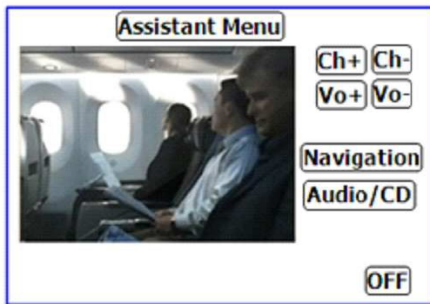 Assistant Menu
Ch+ Ch-
Vo+ Vo-
Navigation
Audio/CD
OFF